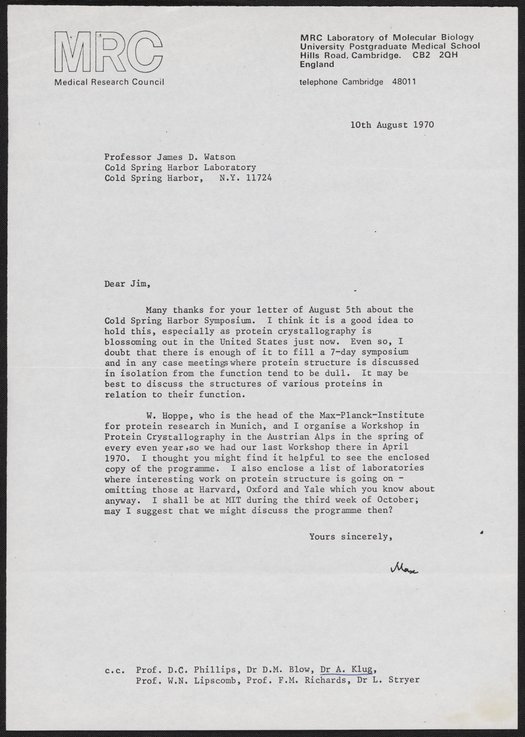 MRC
Medical Research Council
MRC Laboratory of Molecular Biology
University Postgraduate Medical School
Hills Road, Cambridge. CB2 2QH
England
telephone Cambridge 48011
10th August 1970
Professor James D. Watson
Cold Spring Harbor Laboratory
Cold Spring Harbor, N.Y. 11724
Dear Jim,
Many thanks for your letter of August 5th about the
Cold Spring Harbor Symposium. I think it is a good idea to
hold this, especially as protein crystallography is
blossoming out in the United States just now. Even so, I
doubt that there is enough of it to fill a 7-day symposium
and in any case meetings where protein structure is discussed
in isolation from the function tend to be dull. It may be
best to discuss the structures of various proteins in
relation to their function.
W. Hoppe, who is the head of the Max-Planck-Institute
for protein research in Munich, and I organise a Workshop in
Protein Crystallography in the Austrian Alps in the spring of
every even year,so we had our last Workshop there in April
1970. I thought you might find it helpful to see the enclosed
copy of the programme. I also enclose a list of laboratories
where interesting work on protein structure is going on -
omitting those at Harvard, Oxford and Yale which you know about
anyway. I shall be at MIT during the third week of October;
may I suggest that we might discuss the programme then?
Yours sincerely,
Max
c.c. Prof. D.C. Phillips, Dr D.M. Blow, Dr A. Klug,
Prof. W.N. Lipscomb, Prof. F.M. Richards, Dr L. Stryer